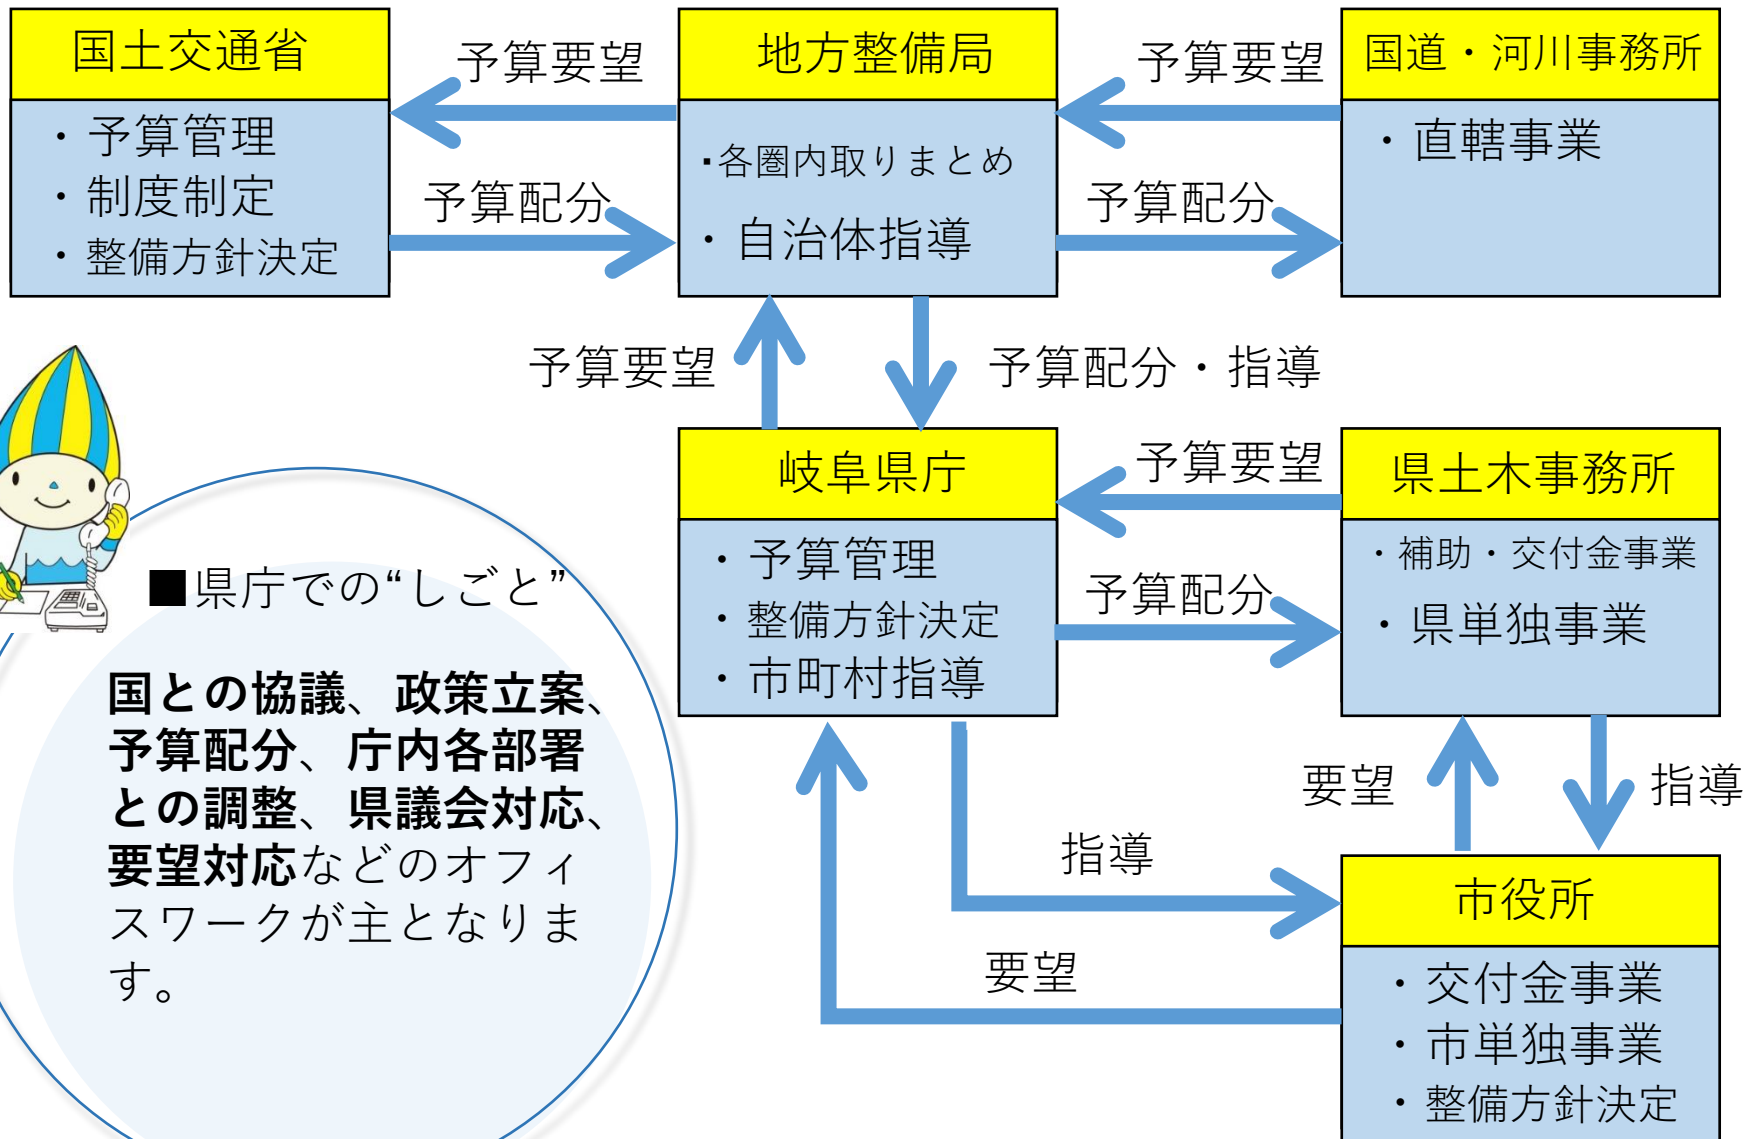 国土交通省
・予算管理
・制度制定
・整備方針決定
予算要望
予算配分
地方整備局
・各圏内取りまとめ
・自治体指導
予算要望
予算配分
国道・河川事務所
・直轄事業
予算要望
予算配分・指導
岐阜県庁
・予算管理
・整備方針決定
・市町村指導
予算要望
予算配分
県土木事務所
・補助・交付金事業
・県単独事業
要望
指導
指導
要望
市役所
・交付金事業
・市単独事業
・整備方針決定
■県庁での“しごと”
国との協議、政策立案、
予算配分、庁内各部署
との調整、県議会対応、
要望対応などのオフィ
スワークが主となりま
す。